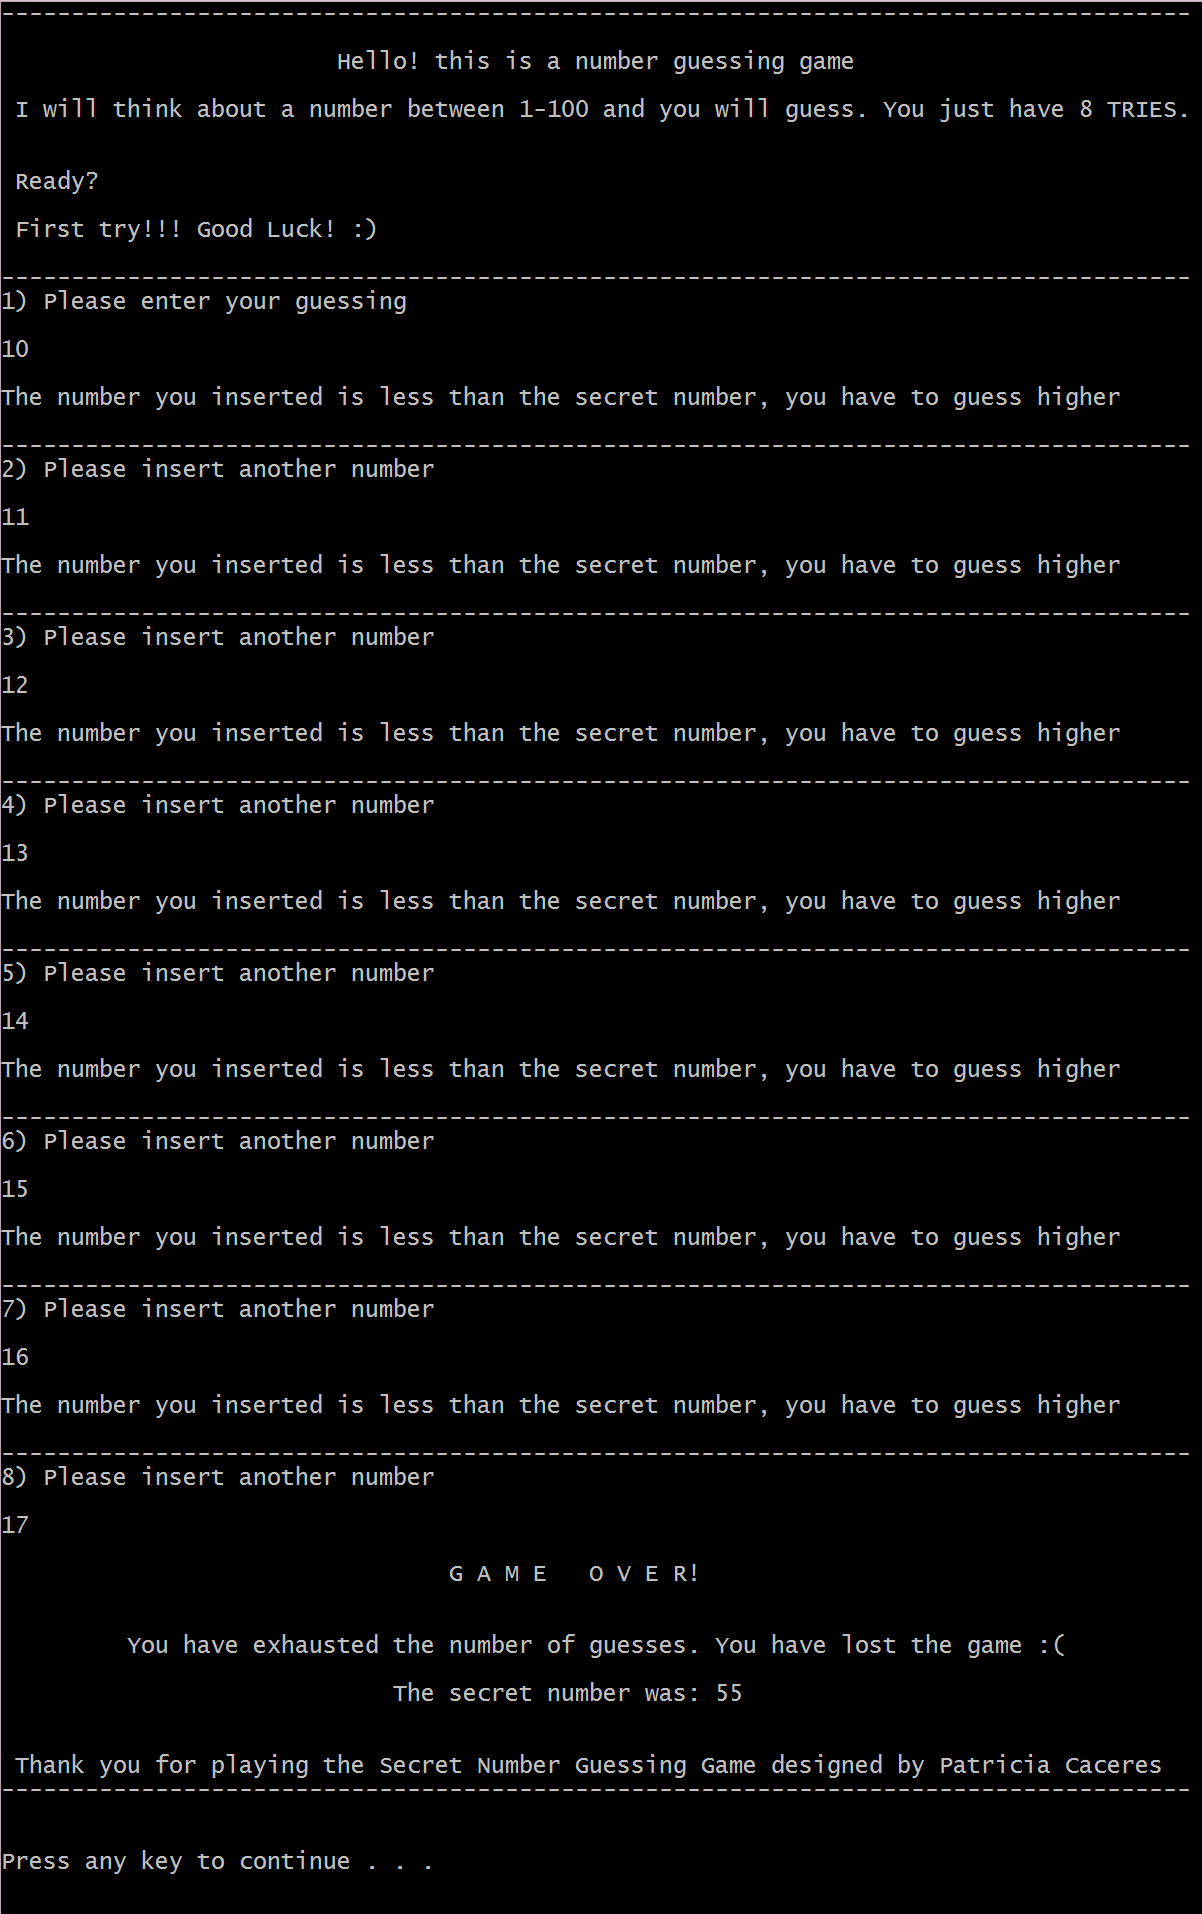 --------------------------------------------------------------------------------------
Hello! this is a number guessing game
I will think about a number between 1-100 and you will guess. You just have 8 TRIES.
Ready?
First try!!! Good Luck! :)
--------------------------------------------------------------------------------------
1) Please enter your guessing
10
The number you inserted is less than the secret number, you have to guess higher
--------------------------------------------------------------------------------------
2) Please insert another number
11
The number you inserted is less than the secret number, you have to guess higher
--------------------------------------------------------------------------------------
3) Please insert another number
12
The number you inserted is less than the secret number, you have to guess higher
--------------------------------------------------------------------------------------
4) Please insert another number
13
The number you inserted is less than the secret number, you have to guess higher
--------------------------------------------------------------------------------------
5) Please insert another number
14
The number you inserted is less than the secret number, you have to guess higher
--------------------------------------------------------------------------------------
6) Please insert another number
15
The number you inserted is less than the secret number, you have to guess higher
--------------------------------------------------------------------------------------
7) Please insert another number
16
The number you inserted is less than the secret number, you have to guess higher
--------------------------------------------------------------------------------------
8) Please insert another number
17
G A M E   O V E R!
You have exhausted the number of guesses. You have lost the game :(
The secret number was: 55
Thank you for playing the Secret Number Guessing Game designed by Patricia Caceres
--------------------------------------------------------------------------------------
Press any key to continue . . .